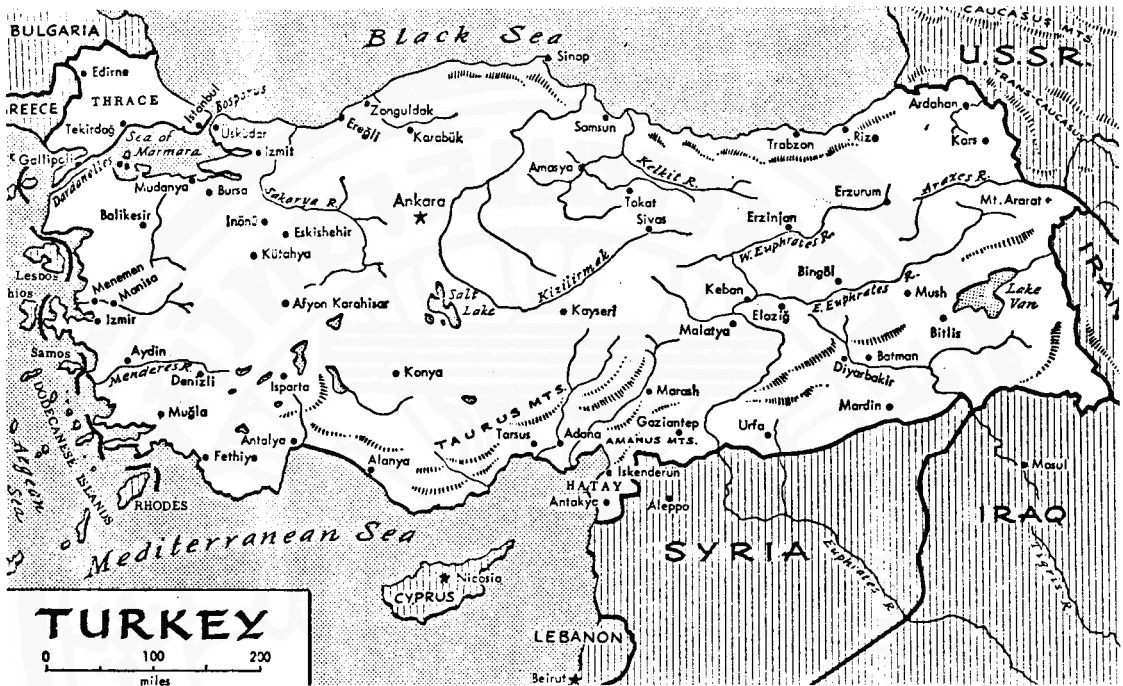 BULGARIA
Black Sea
CAUCASUS MTS.
U.S.S.R.
TRANSCAUCASUS
Sinop
Edirne
THRACE
GREECE
Istanbul
Bosporus
Zonguldak
Ardahan
Tekirdağ
Sea of
Marmara
Usküdar
Ereğli
Karabük
Samsun
Trabzon
Rize
Kars
Gallipoli
Izmit
Dardanelles
Mudanya
Bursa
Sakarya R.
Ankara
Amasya
Kelkit R.
Tokat
Sivas
Erzurum
Araxes R.
Mt. Ararat
Balikesir
Inönü
Eskishehir
Erzinjan
W. Euphrates R.
Kütahya
IRAN
Lesbos
Menemen
Manisa
hios
Izmir
Afyon Karahisar
Salt
Lake
Kizilirmak
Kayseri
Keban
Elaziğ
Bingöl
E. Euphrates R.
Mush
Lake
Van
Malatya
Bitlis
Samos
Aydin
Menderes R.
Denizli
Isparta
Konya
Batman
Diyarbakir
DODECANESE ISLANDS
Muğla
TAURUS MTS.
Marash
Mardin
Antalya
Tarsus
Adana
Gaziantep
AMANUS MTS.
Urfa
Aegean
Sea
Fethiye
Alanya
Iskenderun
HATAY
Antakya
Aleppo
Mosul
RHODES
IRAQ
Mediterranean Sea
SYRIA
Euphrates R.
Tigris R.
Nicosia
CYPRUS
TURKEY
0 100 200
miles
LEBANON
Beirut